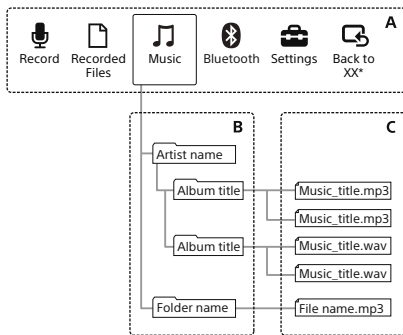 A
Record
Recorded Files
Music
Bluetooth
Settings
Back to XX*
B
C
Artist name
Album title
Music_title.mp3
Music_title.mp3
Album title
Music_title.wav
Music_title.wav
Folder name
File name.mp3